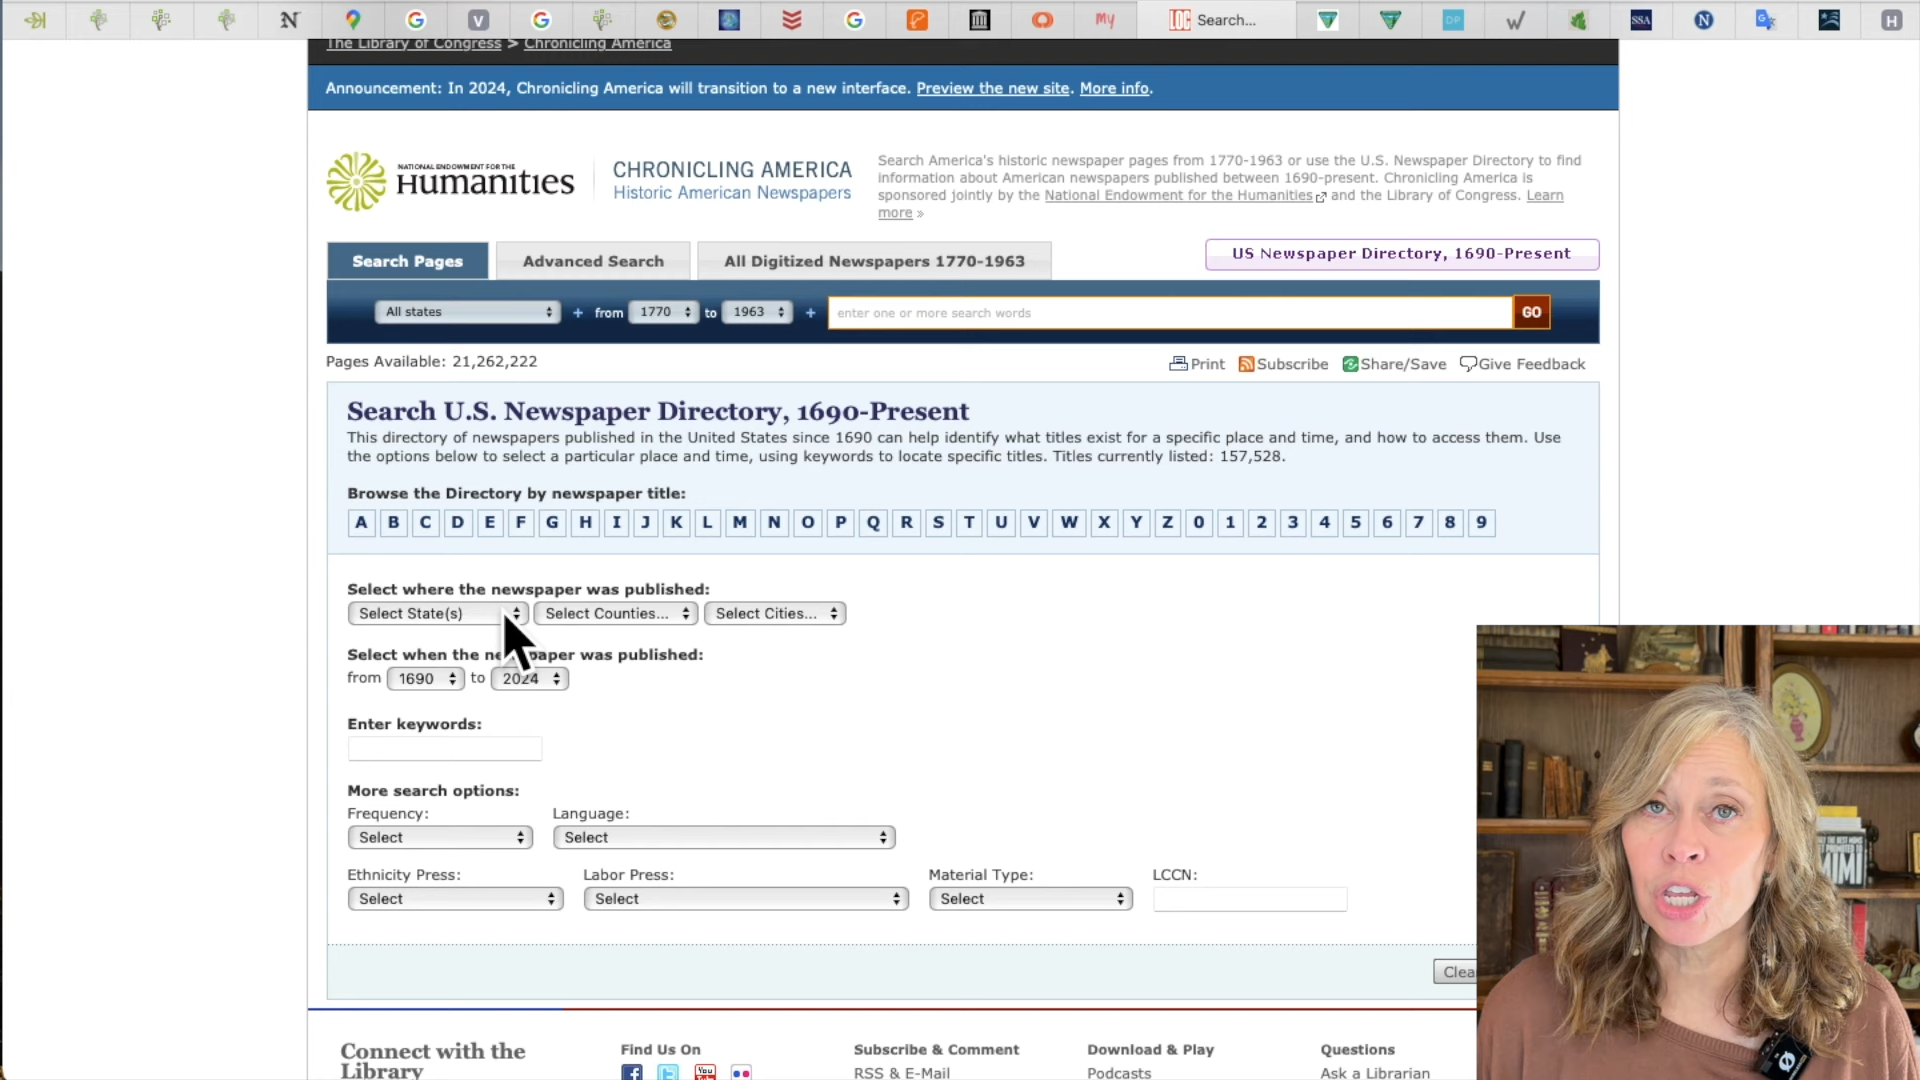 Search...
SSA
The Library of Congress > Chronicling America
Announcement: In 2024, Chronicling America will transition to a new interface. Preview the new site. More info.
NATIONAL ENDOWMENT FOR THE
Humanities
CHRONICLING AMERICA
Historic American Newspapers
Search America's historic newspaper pages from 1770-1963 or use the U.S. Newspaper Directory to find
information about American newspapers published between 1690-present. Chronicling America is
sponsored jointly by the National Endowment for the Humanities and the Library of Congress. Learn
more »
Search Pages
Advanced Search
All Digitized Newspapers 1770-1963
US Newspaper Directory, 1690-Present
All states + from 1770 to 1963 + enter one or more search words GO
Pages Available: 21,262,222
Print Subscribe Share/Save Give Feedback
Search U.S. Newspaper Directory, 1690-Present
This directory of newspapers published in the United States since 1690 can help identify what titles exist for a specific place and time, and how to access them. Use
the options below to select a particular place and time, using keywords to locate specific titles. Titles currently listed: 157,528.
Browse the Directory by newspaper title:
A B C D E F G H I J K L M N O P Q R S T U V W X Y Z 0 1 2 3 4 5 6 7 8 9
Select where the newspaper was published:
Select State(s) Select Counties... Select Cities...
Select when the newspaper was published:
from 1690 to 2024
Enter keywords:
More search options:
Frequency: Language:
Select Select
Ethnicity Press: Labor Press: Material Type: LCCN:
Select Select Select
Clea
Connect with the
Library
Find Us On
Subscribe & Comment
RSS & E-Mail
Download & Play
Podcasts
Questions
Ask a Librarian